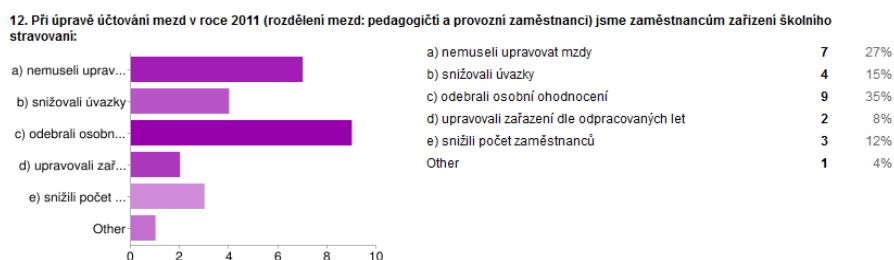 12. Při úpravě účtování mezd v roce 2011 (rozdělení mezd: pedagogičtí a provozní zaměstnanci) jsme zaměstnancům zařízení školního
stravovaní:
a) nemuseli uprav...
b) snižovali úvazky
c) odebrali osobn...
d) upravovali zař...
e) snížili počet ...
Other
0 2 4 6 8 10
a) nemuseli upravovat mzdy 7 27%
b) snižovali úvazky 4 15%
c) odebrali osobní ohodnocení 9 35%
d) upravovali zařazení dle odpracovaných let 2 8%
e) snížili počet zaměstnanců 3 12%
Other 1 4%